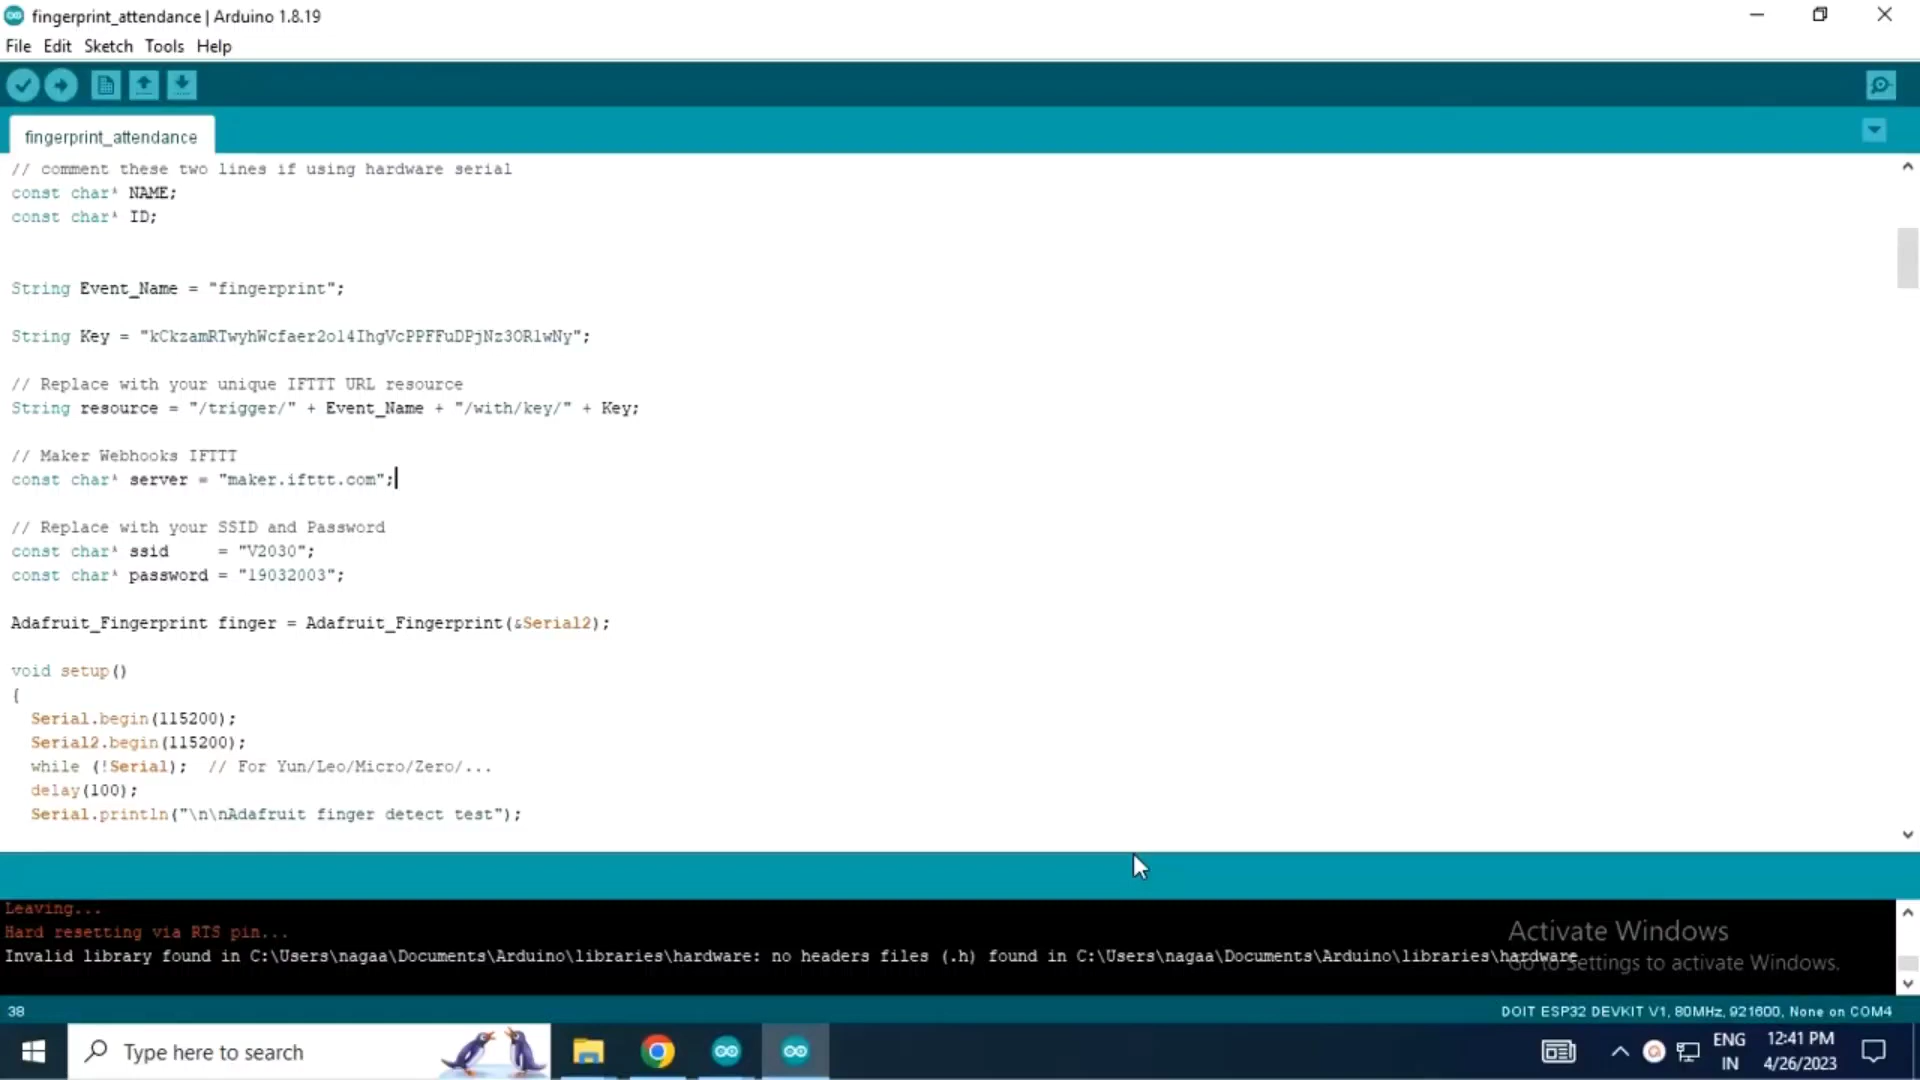 fingerprint_attendance | Arduino 1.8.19
File Edit Sketch Tools Help
fingerprint_attendance
// comment these two lines if using hardware serial
const char* NAME;
const char* ID;
String Event_Name = "fingerprint";
String Key = "kCkzamRTwyhWcfaer2ol4IhgVcPPFFuDPjNz3ORlwNy";
// Replace with your unique IFTTT URL resource
String resource = "/trigger/" + Event_Name + "/with/key/" + Key;
// Maker Webhooks IFTTT
const char* server = "maker.ifttt.com";
// Replace with your SSID and Password
const char* ssid     = "V2030";
const char* password = "19032003";
Adafruit_Fingerprint finger = Adafruit_Fingerprint(&Serial2);
void setup()
{
Serial.begin(115200);
Serial2.begin(115200);
while (!Serial);  // For Yun/Leo/Micro/Zero/...
delay(100);
Serial.println("\n\nAdafruit finger detect test");
Leaving...
Hard resetting via RTS pin...
Invalid library found in C:\Users\nagaa\Documents\Arduino\libraries\hardware: no headers files (.h) found in C:\Users\nagaa\Documents\Arduino\libraries\hardware
Activate Windows
Go to Settings to activate Windows.
38
DOIT ESP32 DEVKIT V1, 80MHz, 921600, None on COM4
Type here to search
ENG
IN
12:41 PM
4/26/2023